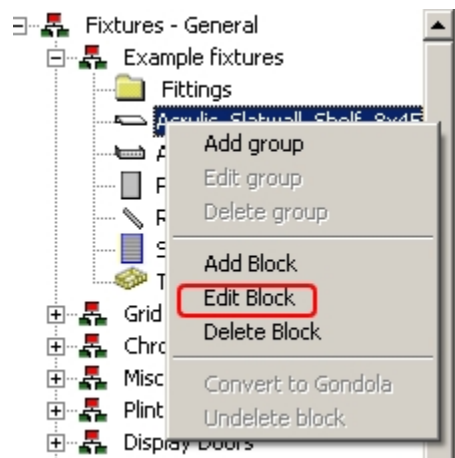 Fixtures - General
Example fixtures
Fittings
Acrylic_Slatwall_Shelf_8x45
Add group
Edit group
Delete group
Add Block
Edit Block
Delete Block
Convert to Gondola
Undelete block
Grid
Chro
Misc
Plint
Display Doors